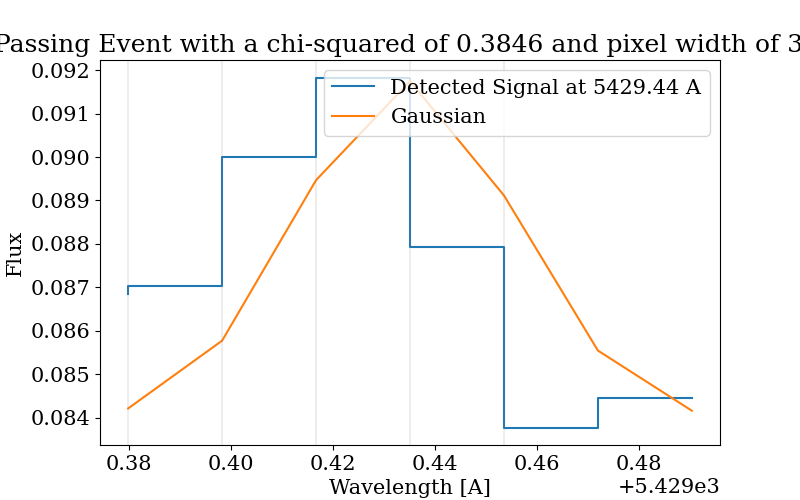 Passing Event with a chi-squared of 0.3846 and pixel width of 3
Detected Signal at 5429.44 A
Gaussian
Flux
0.092
0.091
0.090
0.089
0.088
0.087
0.086
0.085
0.084
0.38
0.40
0.42
0.44
0.46
0.48
+5.429e3
Wavelength [A]